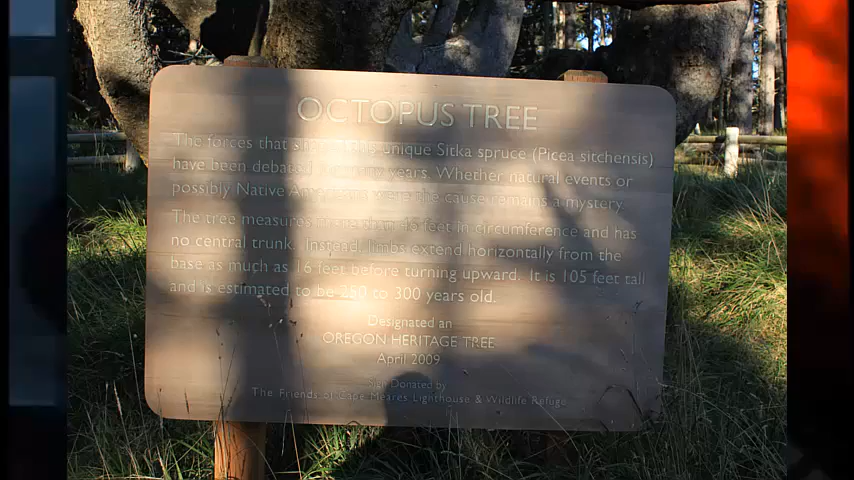 OCTOPUS TREE
The forces that shaped this unique Sitka spruce (Picea sitchensis)
have been debated for many years. Whether natural events or
possibly Native Americans were the cause remains a mystery.
The tree measures more than 45 feet in circumference and has
no central trunk. Instead, limbs extend horizontally from the
base as much as 16 feet before turning upward. It is 105 feet tall
and is estimated to be 250 to 300 years old.
Designated an
OREGON HERITAGE TREE
April 2009
Sign Donated by
The Friends of Cape Meares Lighthouse & Wildlife Refuge